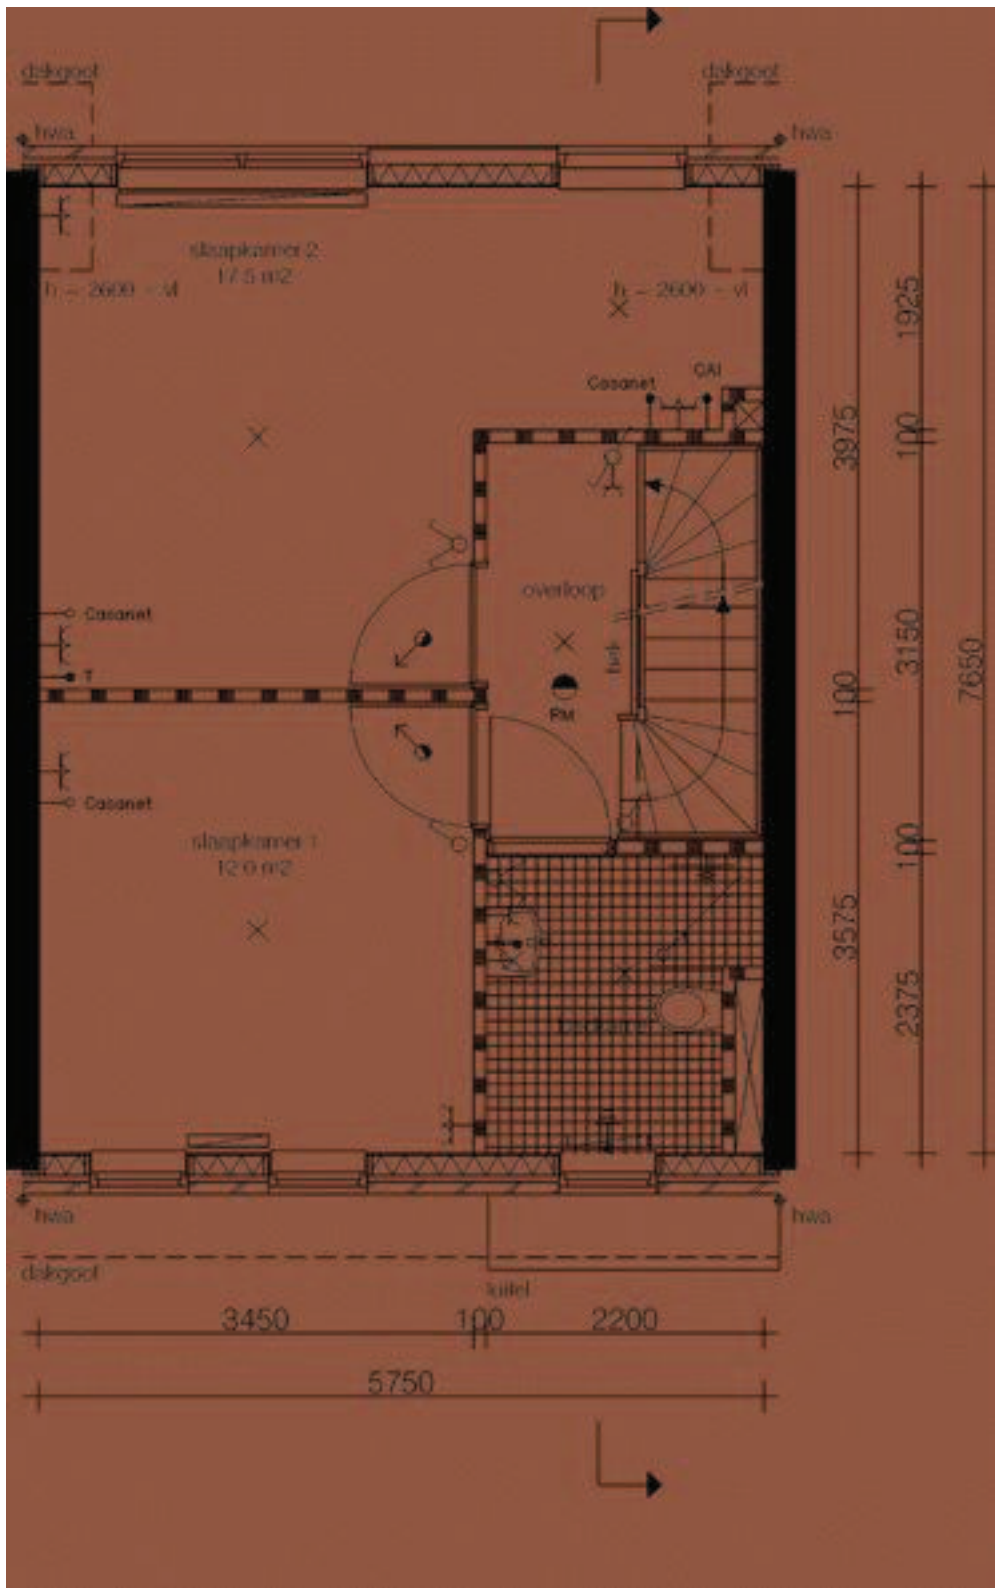 dakgoot
dakgoot
hwa
hwa
slaapkamer 2
17.5 m2
h = 2600 + vl
h = 2600 + vl
1925
Casanet
CAI
3975
100
overloop
Casanet
hek
3150
7650
T
100
RM
Casanet
slaapkamer 1
12.0 m2
100
3575
2375
hwa
hwa
dakgoot
luifel
3450
100
2200
5750